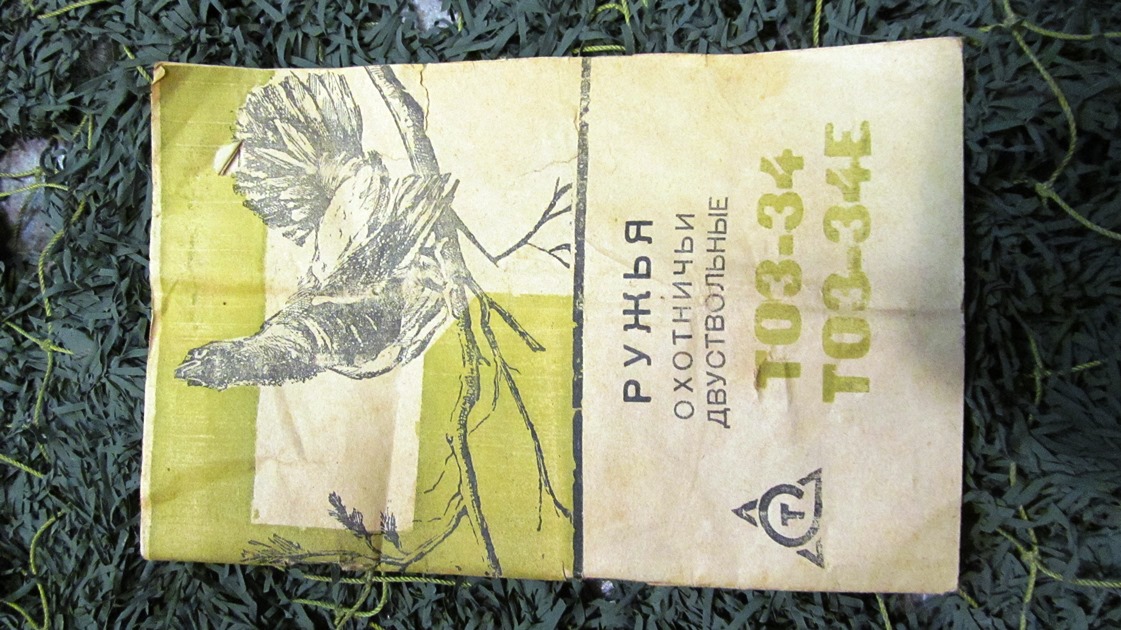 РУЖЬЯ
ОХОТНИЧЬИ
ДВУСТВОЛЬНЫЕ
ТОЗ-34
ТОЗ-34Е
Т